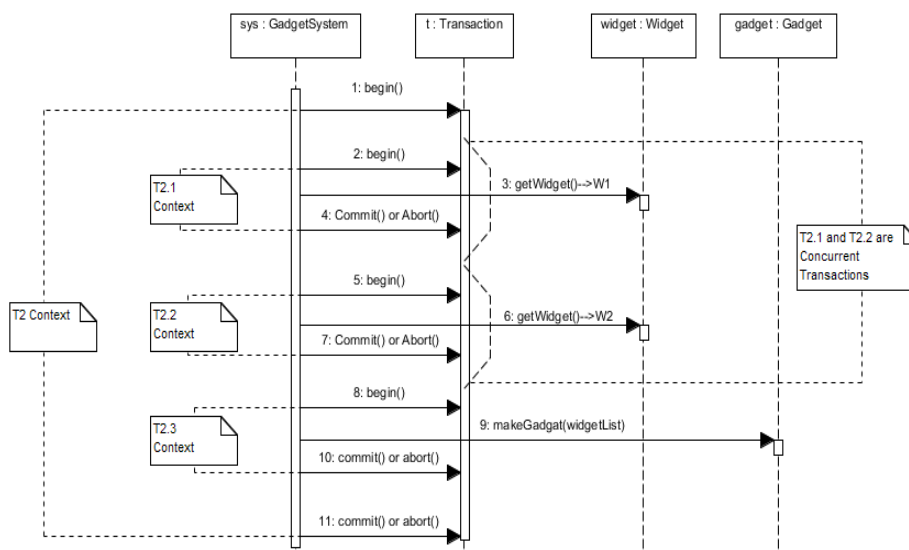 sys : GadgetSystem
t : Transaction
widget : Widget
gadget : Gadget
1: begin()
2: begin()
T2.1
Context
3: getWidget()-->W1
4: Commit() or Abort()
T2.1 and T2.2 are
Concurrent
Transactions
5: begin()
T2 Context
T2.2
Context
6: getWidget()-->W2
7: Commit() or Abort()
8: begin()
T2.3
Context
9: makeGadgat(widgetList)
10: commit() or abort()
11: commit() or abort()